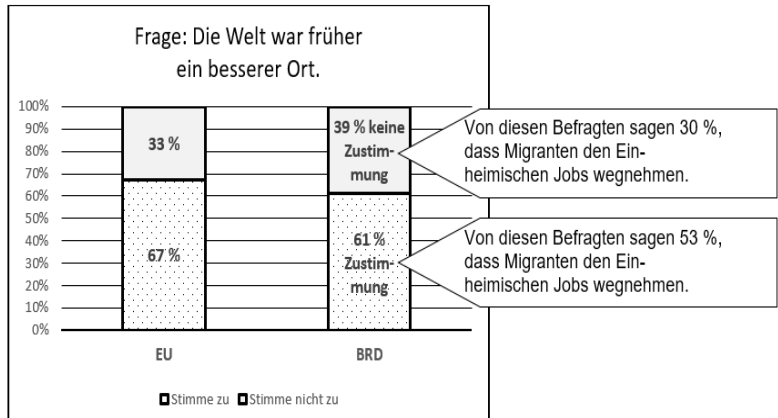 Frage: Die Welt war früher
ein besserer Ort.
100%
90%
80%
70%
60%
50%
40%
30%
20%
10%
0%
33 %
67 %
39 % keine
Zustim-
mung
61 %
Zustim-
mung
EU
BRD
Stimme zu
Stimme nicht zu
Von diesen Befragten sagen 30 %,
dass Migranten den Ein-
heimischen Jobs wegnehmen.
Von diesen Befragten sagen 53 %,
dass Migranten den Ein-
heimischen Jobs wegnehmen.